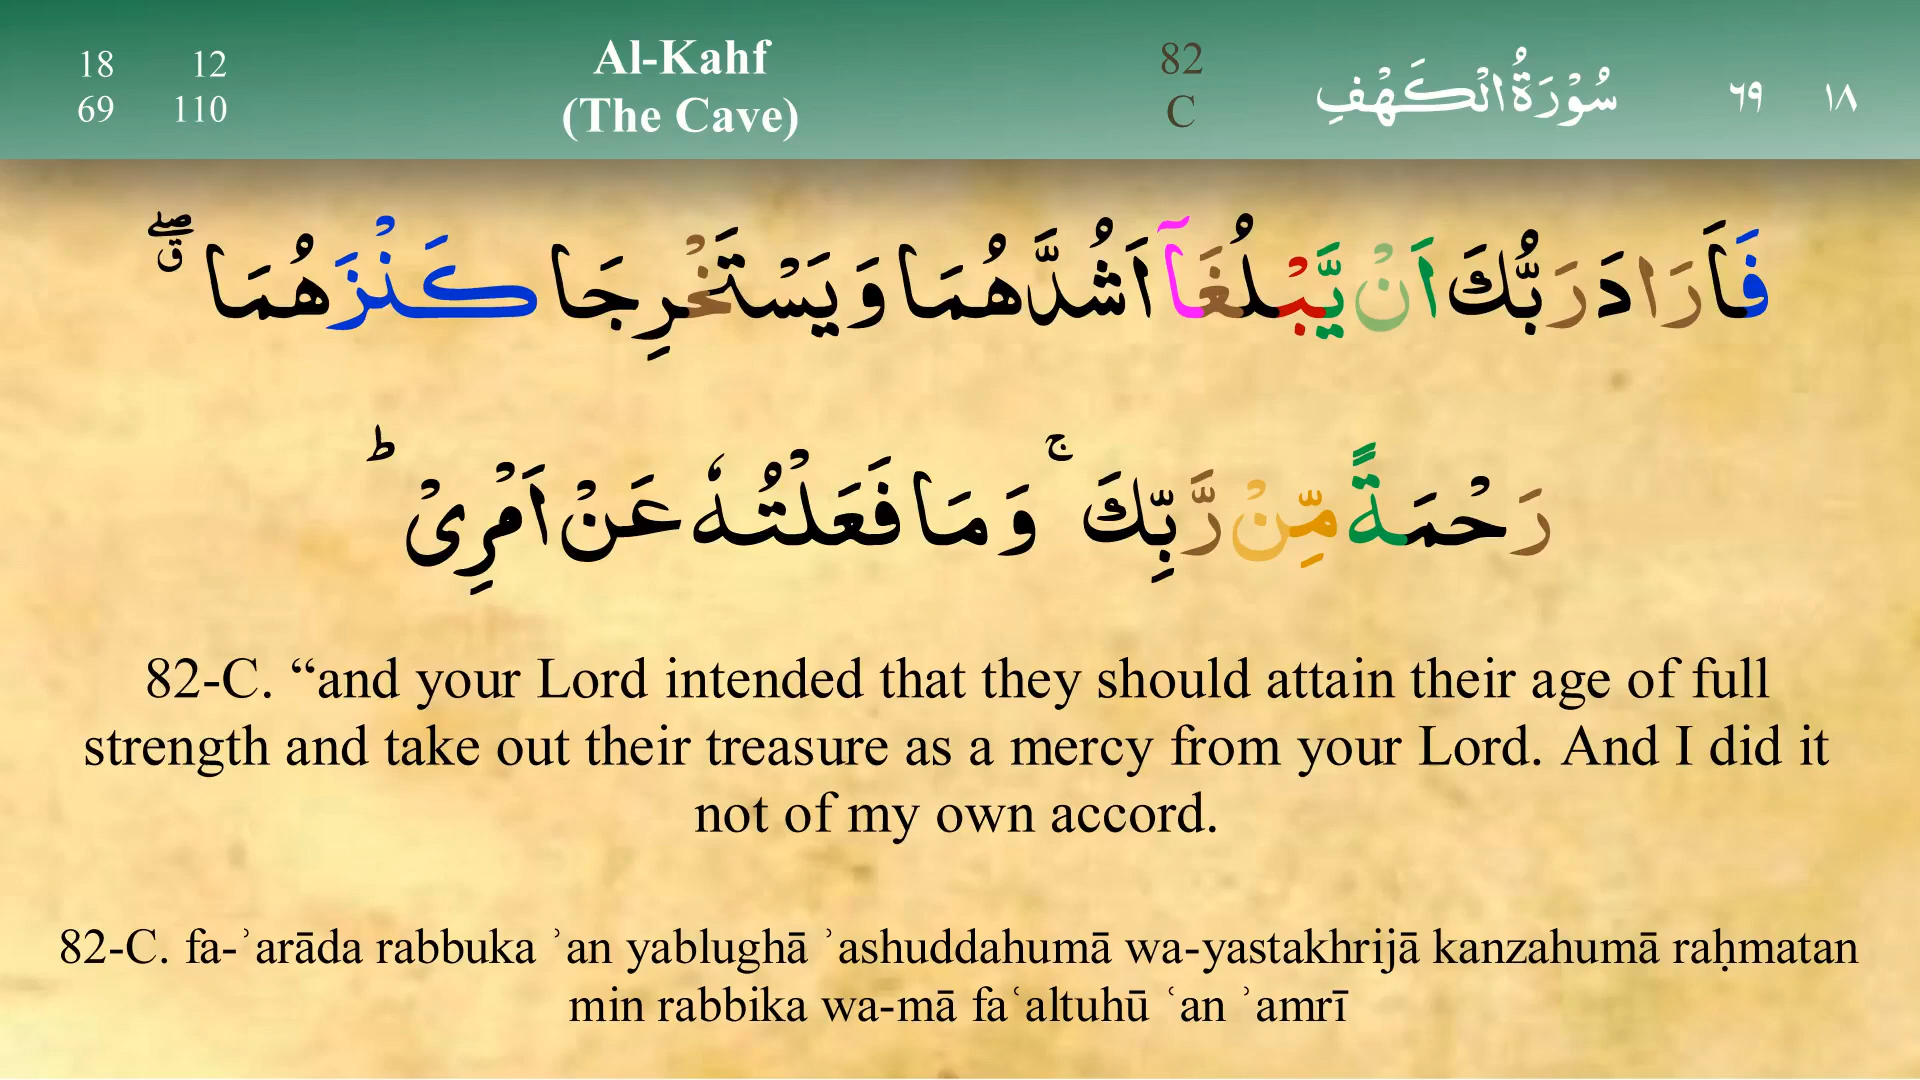 18 12
69 110
Al-Kahf
(The Cave)
82
C
سُوْرَةُ الْكَهْفِ
٦٩ ١٨
فَاَرَادَ رَبُّكَ اَنْ يَّبْلُغَاۤ اَشُدَّهُمَا وَيَسْتَخْرِجَا كَنْزَهُمَا ۖۗ
رَحْمَةً مِّنْ رَّبِّكَ ۚ وَمَا فَعَلْتُهٗ عَنْ اَمْرِىْ ؕ
82-C. “and your Lord intended that they should attain their age of full
strength and take out their treasure as a mercy from your Lord. And I did it
not of my own accord.
82-C. fa-ʾarāda rabbuka ʾan yablughā ʾashuddahumā wa-yastakhrijā kanzahumā raḥmatan
min rabbika wa-mā faʿaltuhū ʿan ʾamrī